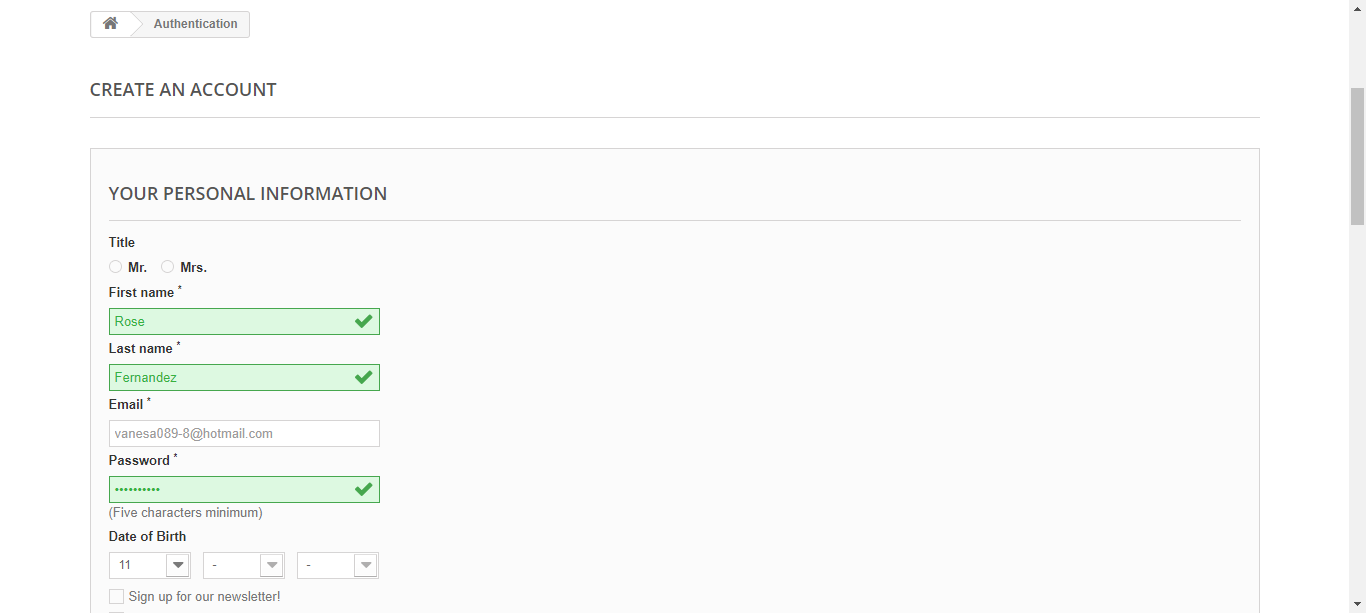 Authentication
CREATE AN ACCOUNT
YOUR PERSONAL INFORMATION
Title
Mr. Mrs.
First name *
Rose
Last name *
Fernandez
Email *
vanesa089-8@hotmail.com
Password *
••••••••••
(Five characters minimum)
Date of Birth
11 - -
Sign up for our newsletter!